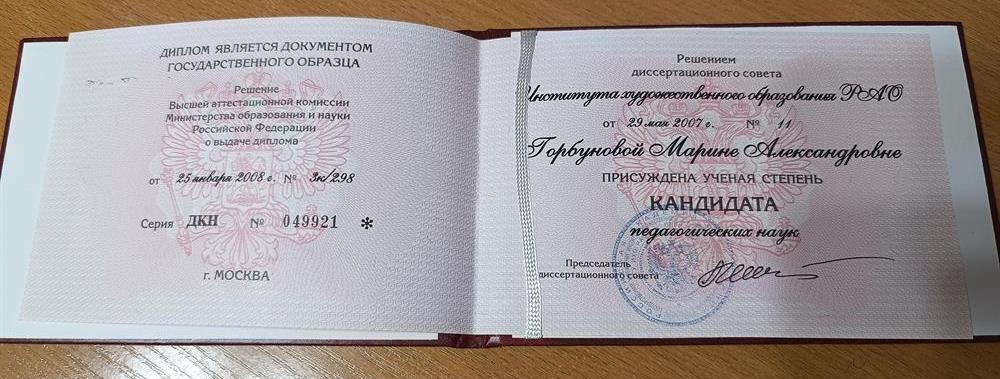 ДИПЛОМ ЯВЛЯЕТСЯ ДОКУМЕНТОМ
ГОСУДАРСТВЕННОГО ОБРАЗЦА
Решение
Высшей аттестационной комиссии
Министерства образования и науки
Российской Федерации
о выдаче диплома
от 25 января 2008 г. № 3к/298
Серия ДКН № 049921 *
г. МОСКВА
Решением
диссертационного совета
Института художественного образования РАО
от 29 мая 2007 г. № 11
Горбуновой Марине Александровне
ПРИСУЖДЕНА УЧЕНАЯ СТЕПЕНЬ
КАНДИДАТА
педагогических наук
Председатель
диссертационного совета